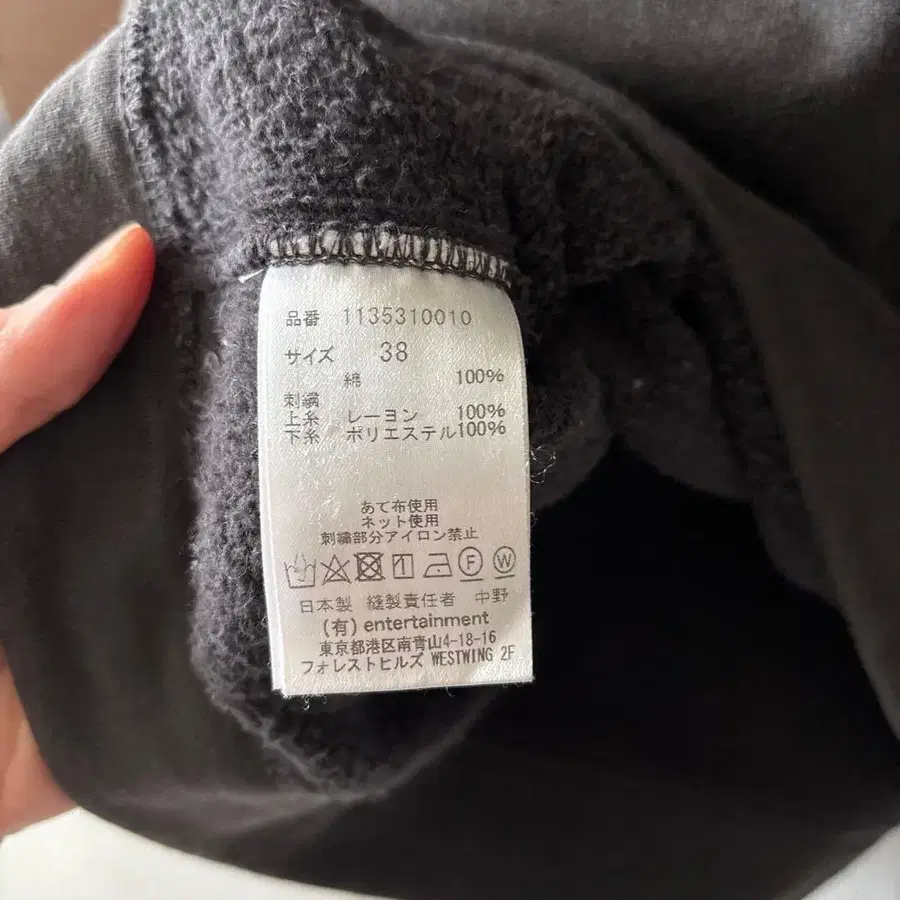 品番 1135310010
サイズ 38
綿 100%
刺繍
上糸 レーヨン 100%
下糸 ポリエステル100%
あて布使用
ネット使用
刺繍部分アイロン禁止
F W
日本製 縫製責任者 中野
(有) entertainment
東京都港区南青山4-18-16
フォレストヒルズ WESTWING 2F